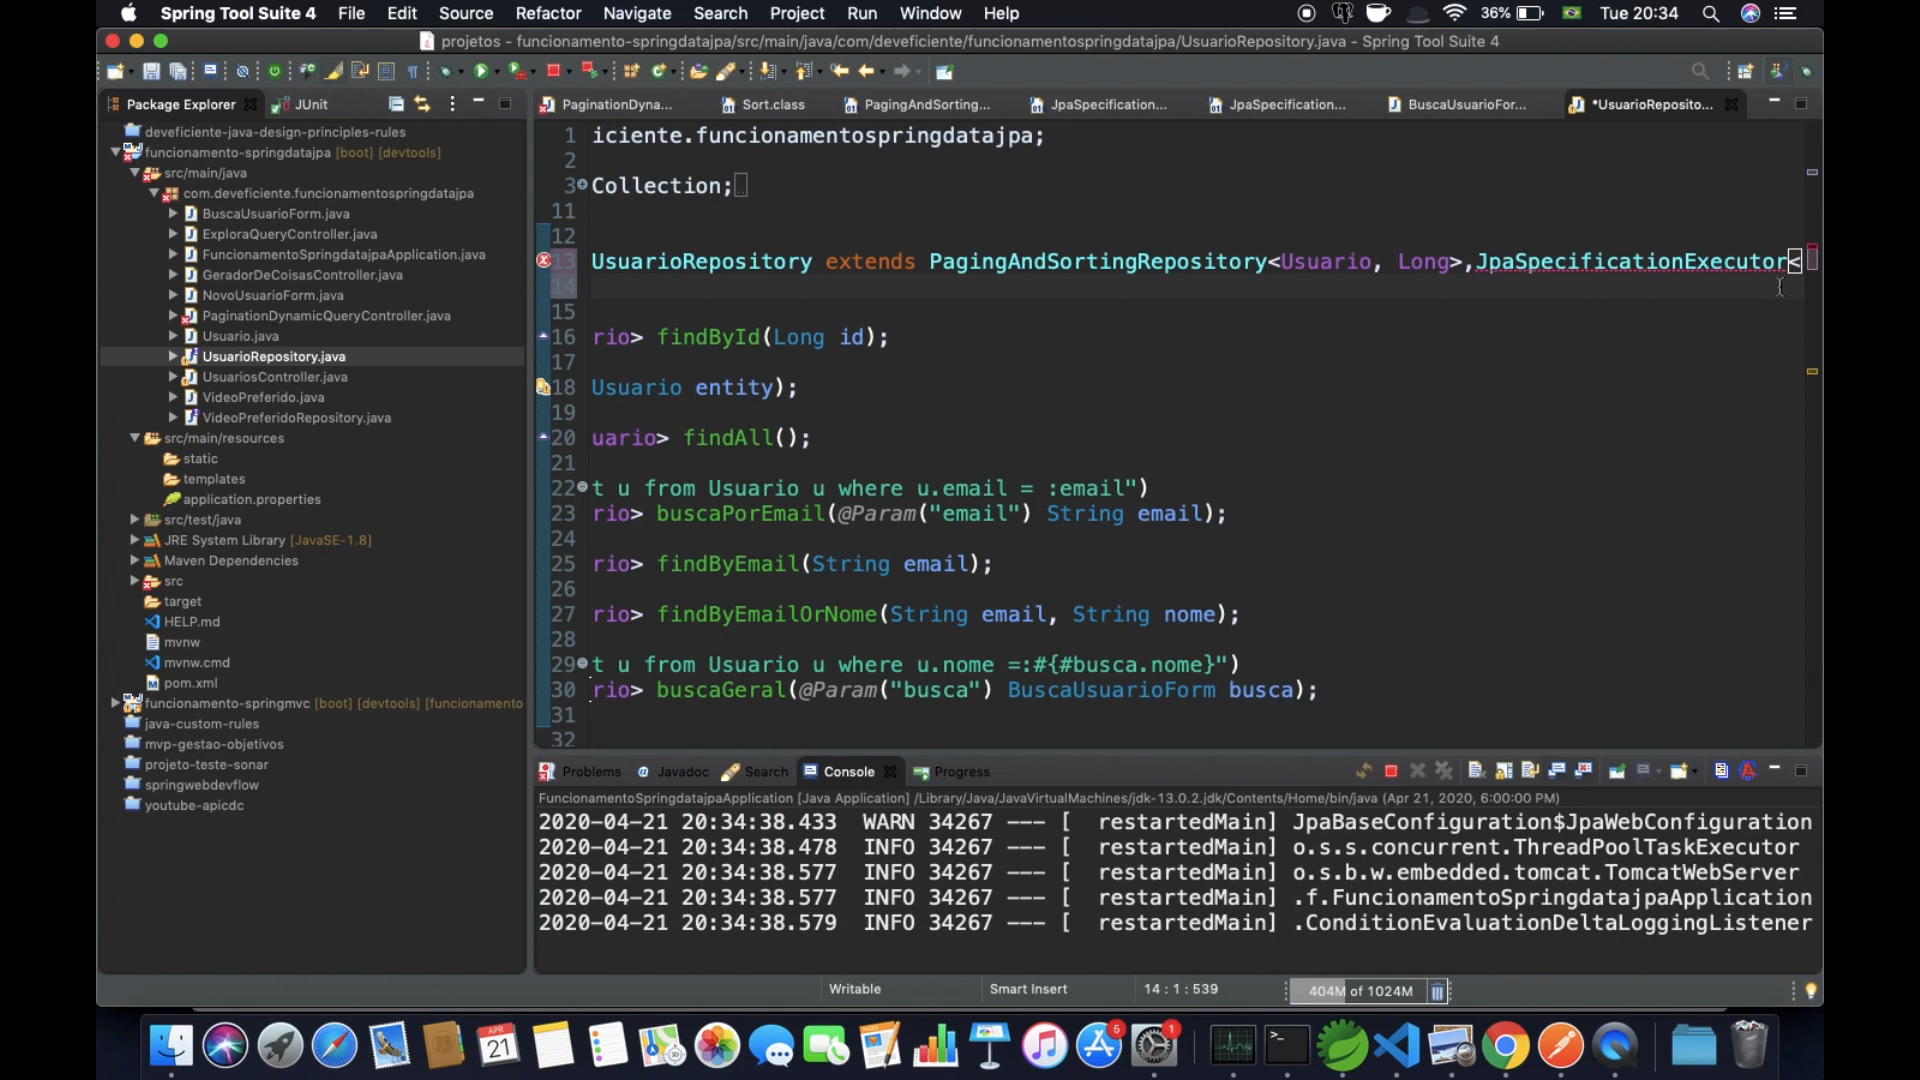 Spring Tool Suite 4 File Edit Source Refactor Navigate Search Project Run Window Help 36% Tue 20:34
projetos - funcionamento-springdatajpa/src/main/java/com/deveficiente/funcionamentospringdatajpa/UsuarioRepository.java - Spring Tool Suite 4
Package Explorer JUnit
PaginationDyna... Sort.class PagingAndSorting... JpaSpecification... JpaSpecification... BuscaUsuarioFor... *UsuarioReposito...
deveficiente-java-design-principles-rules
funcionamento-springdatajpa [boot] [devtools]
src/main/java
com.deveficiente.funcionamentospringdatajpa
BuscaUsuarioForm.java
ExploraQueryController.java
FuncionamentoSpringdatajpaApplication.java
GeradorDeCoisasController.java
NovoUsuarioForm.java
PaginationDynamicQueryController.java
Usuario.java
UsuarioRepository.java
UsuariosController.java
VideoPreferido.java
VideoPreferidoRepository.java
src/main/resources
static
templates
application.properties
src/test/java
JRE System Library [JavaSE-1.8]
Maven Dependencies
src
target
HELP.md
mvnw
mvnw.cmd
pom.xml
funcionamento-springmvc [boot] [devtools] [funcionamento
java-custom-rules
mvp-gestao-objetivos
projeto-teste-sonar
springwebdevflow
youtube-apicdc
1 iciente.funcionamentospringdatajpa;
2
3 Collection;
11
12
13 UsuarioRepository extends PagingAndSortingRepository<Usuario, Long>,JpaSpecificationExecutor<
14
15
16 rio> findById(Long id);
17
18 Usuario entity);
19
20 uario> findAll();
21
22 t u from Usuario u where u.email = :email")
23 rio> buscaPorEmail(@Param("email") String email);
24
25 rio> findByEmail(String email);
26
27 rio> findByEmailOrNome(String email, String nome);
28
29 t u from Usuario u where u.nome =:#{#busca.nome}")
30 rio> buscaGeral(@Param("busca") BuscaUsuarioForm busca);
31
32
Problems Javadoc Search Console Progress
FuncionamentoSpringdatajpaApplication [Java Application] /Library/Java/JavaVirtualMachines/jdk-13.0.2.jdk/Contents/Home/bin/java (Apr 21, 2020, 6:00:00 PM)
2020-04-21 20:34:38.433 WARN 34267 --- [ restartedMain] JpaBaseConfiguration$JpaWebConfiguration
2020-04-21 20:34:38.478 INFO 34267 --- [ restartedMain] o.s.s.concurrent.ThreadPoolTaskExecutor
2020-04-21 20:34:38.577 INFO 34267 --- [ restartedMain] o.s.b.w.embedded.tomcat.TomcatWebServer
2020-04-21 20:34:38.577 INFO 34267 --- [ restartedMain] .f.FuncionamentoSpringdatajpaApplication
2020-04-21 20:34:38.579 INFO 34267 --- [ restartedMain] .ConditionEvaluationDeltaLoggingListener
Writable Smart Insert 14 : 1 : 539 404M of 1024M
APR
21
5
1